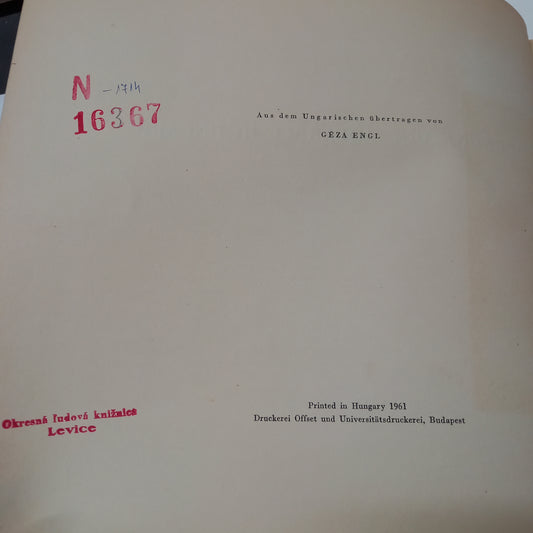 N - 1714
16367
Aus dem Ungarischen übertragen von
GÉZA ENGL
Printed in Hungary 1961
Druckerei Offset und Universitätsdruckerei, Budapest
Okresná ľudová knižnica
Levice